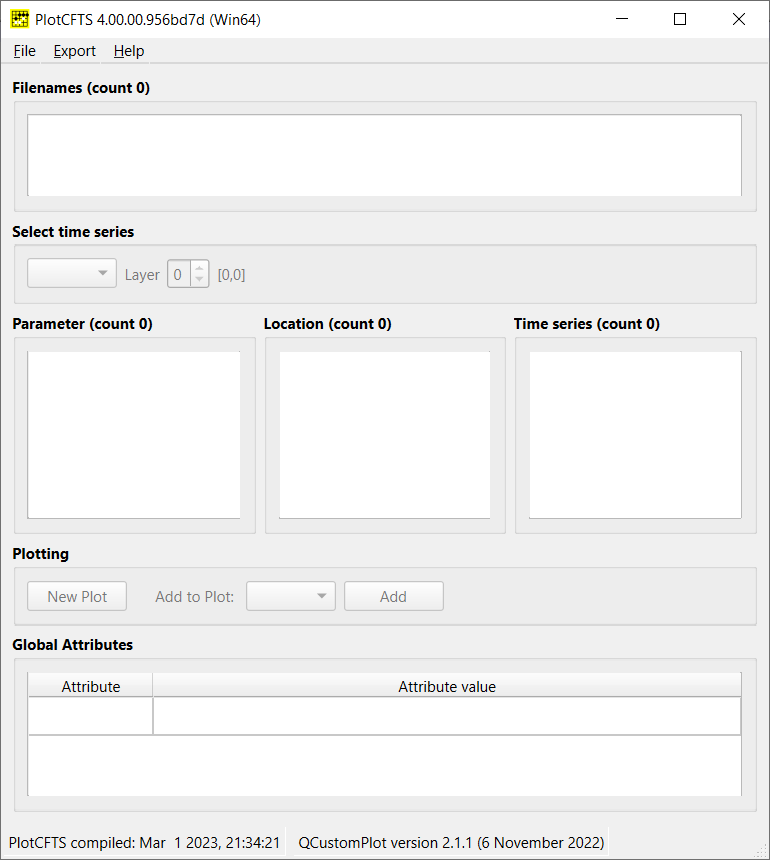 PlotCFTS 4.00.00.956bd7d (Win64)
File Export Help
Filenames (count 0)
Select time series
Layer 0 [0,0]
Parameter (count 0) Location (count 0) Time series (count 0)
Plotting
New Plot Add to Plot: Add
Global Attributes
Attribute Attribute value
PlotCFTS compiled: Mar  1 2023, 21:34:21 QCustomPlot version 2.1.1 (6 November 2022)